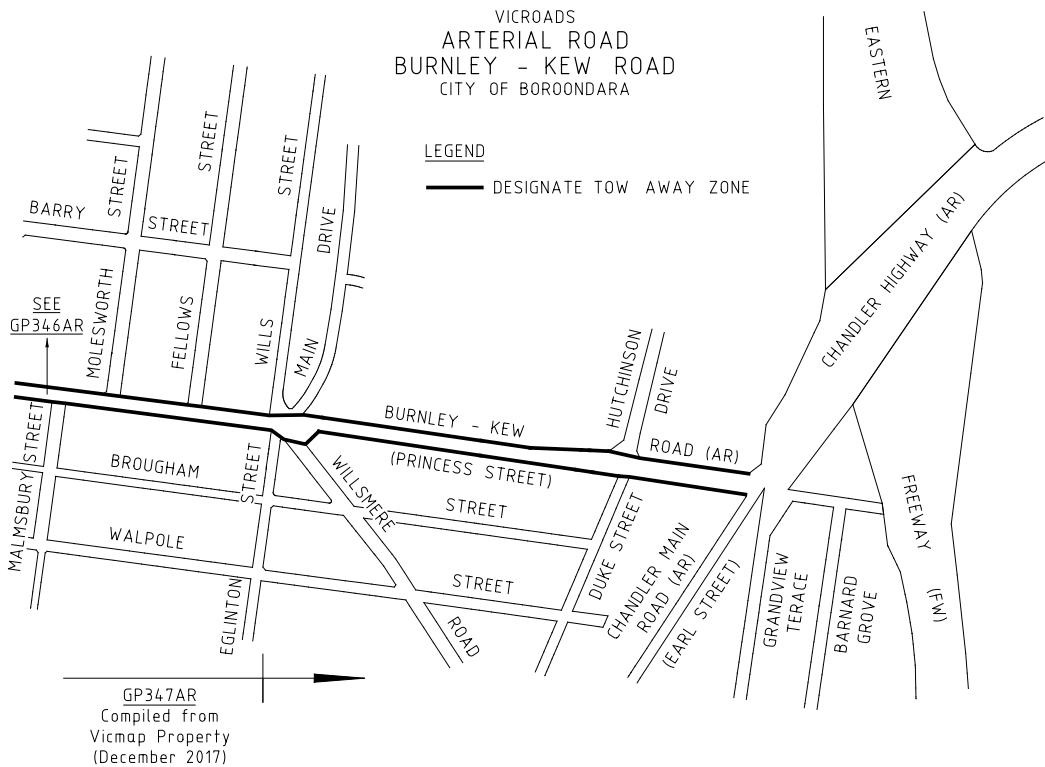 VICROADS
ARTERIAL ROAD
BURNLEY - KEW ROAD
CITY OF BOROONDARA
LEGEND
DESIGNATE TOW AWAY ZONE
EASTERN
CHANDLER HIGHWAY (AR)
BARRY
STREET
STREET
STREET
STREET
DRIVE
MOLESWORTH
FELLOWS
WILLS
MAIN
SEE
GP346AR
HUTCHINSON
DRIVE
BURNLEY - KEW
ROAD (AR)
(PRINCESS STREET)
MALMSBURY
STREET
BROUGHAM
STREET
WILLSMERE
ROAD
STREET
WALPOLE
STREET
EGLINTON
DUKE STREET
CHANDLER MAIN
ROAD (AR)
(EARL STREET)
GRANDVIEW
TERACE
BARNARD
GROVE
FREEWAY
(FW)
GP347AR
Compiled from
Vicmap Property
(December 2017)